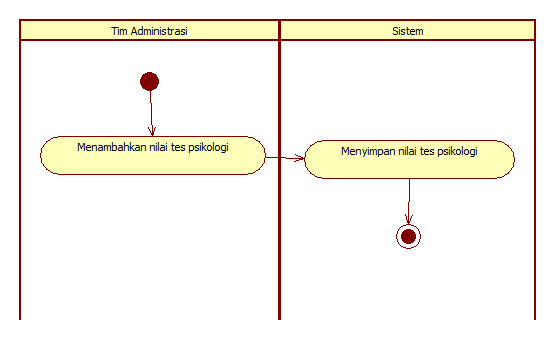 Tim Administrasi
Sistem
Menambahkan nilai tes psikologi
Menyimpan nilai tes psikologi